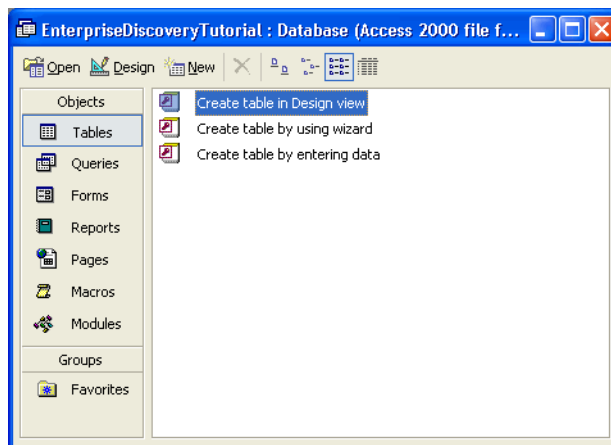 EnterpriseDiscoveryTutorial : Database (Access 2000 file f...
Open Design New
Objects
Tables
Queries
Forms
Reports
Pages
Macros
Modules
Groups
Favorites
Create table in Design view
Create table by using wizard
Create table by entering data